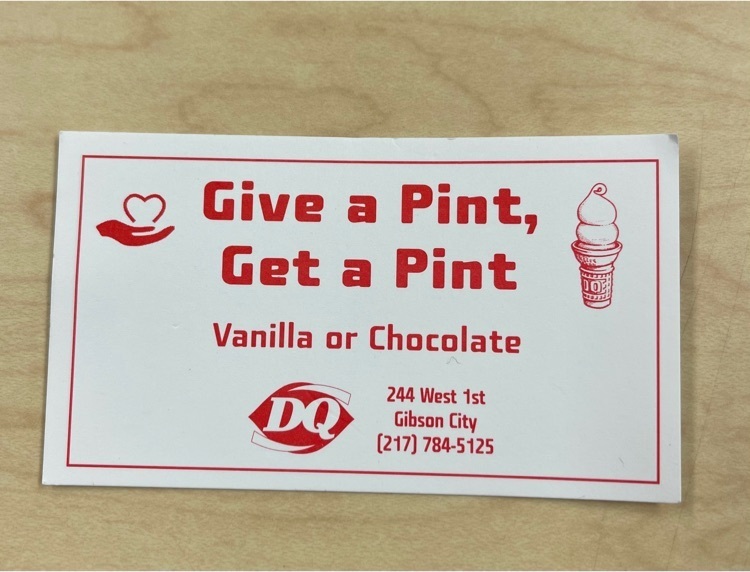 Give a Pint,
Get a Pint
Vanilla or Chocolate
DQ
244 West 1st
Gibson City
(217) 784-5125